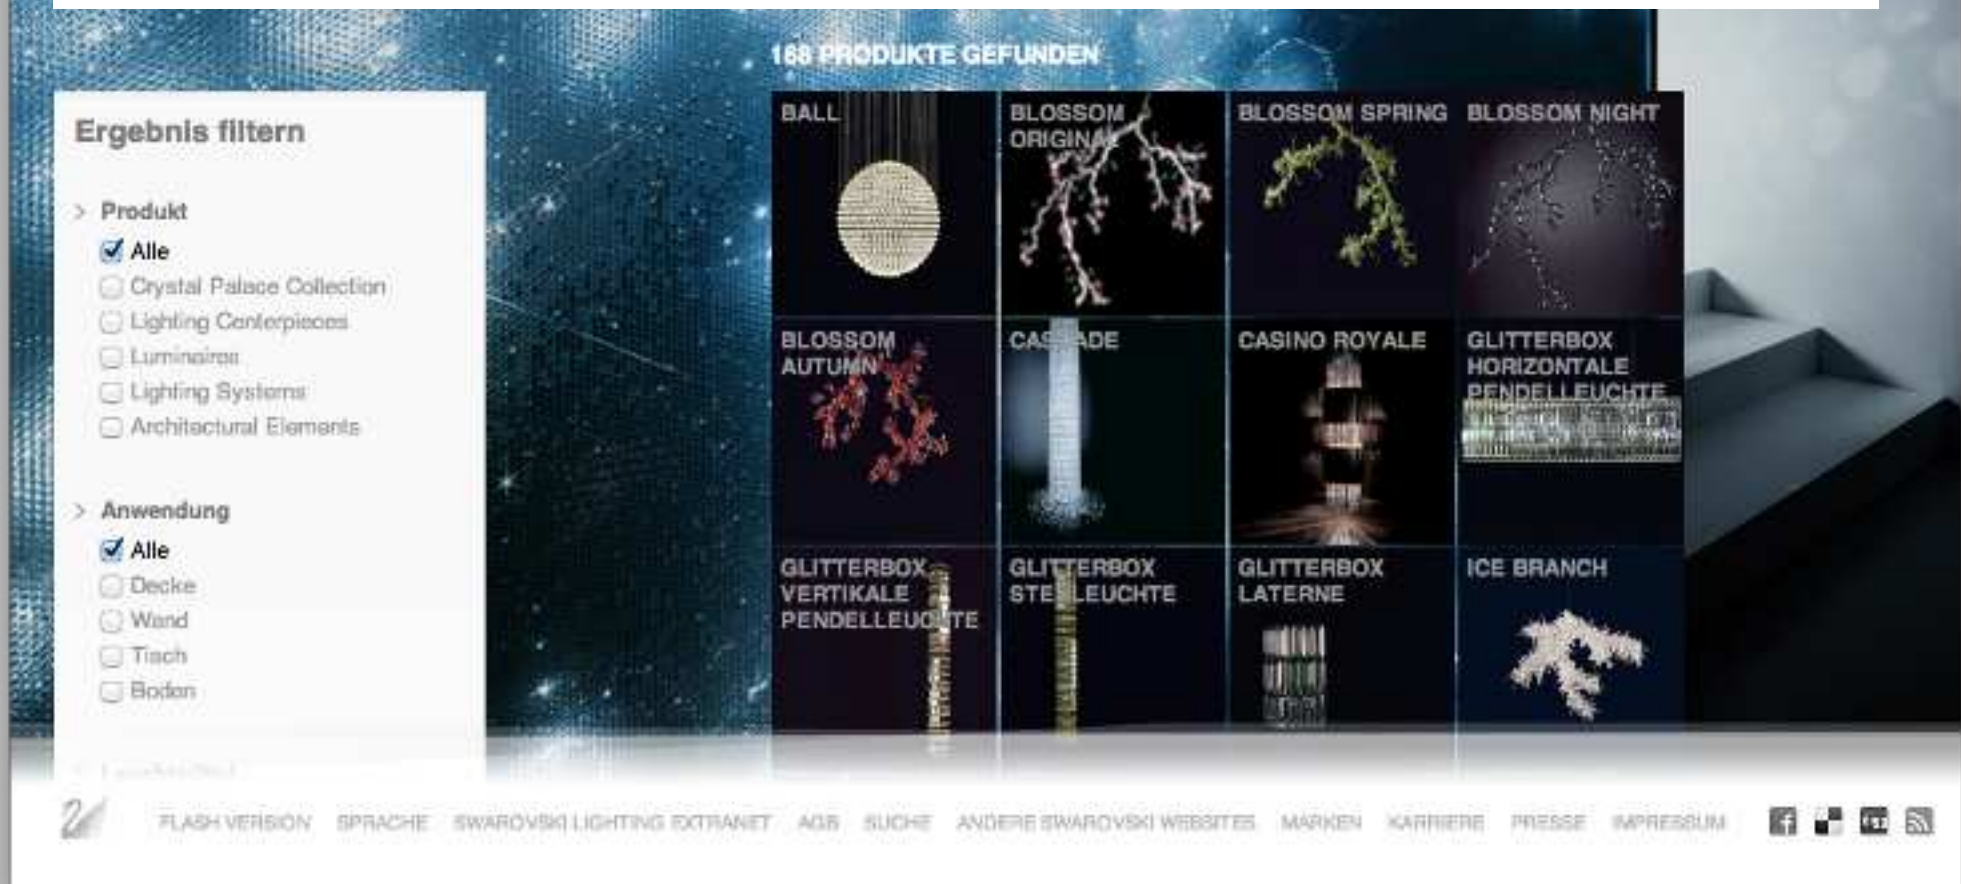 168 PRODUKTE GEFUNDEN
Ergebnis filtern
Produkt
Alle
Crystal Palace Collection
Lighting Centerpieces
Luminaires
Lighting Systems
Architectural Elements
Anwendung
Alle
Decke
Wand
Tisch
Boden
BALL
BLOSSOM
ORIGINAL
BLOSSOM SPRING
BLOSSOM NIGHT
BLOSSOM
AUTUMN
CASCADE
CASINO ROYALE
GLITTERBOX
HORIZONTALE
PENDELLEUCHTE
GLITTERBOX
VERTIKALE
PENDELLEUCHTE
GLITTERBOX
STEHLEUCHTE
GLITTERBOX
LATERNE
ICE BRANCH
FLASH VERSION SPRACHE SWAROVSKI LIGHTING EXTRANET AGB SUCHE ANDERE SWAROVSKI WEBSITES MARKEN KARRIERE PRESSE IMPRESSUM